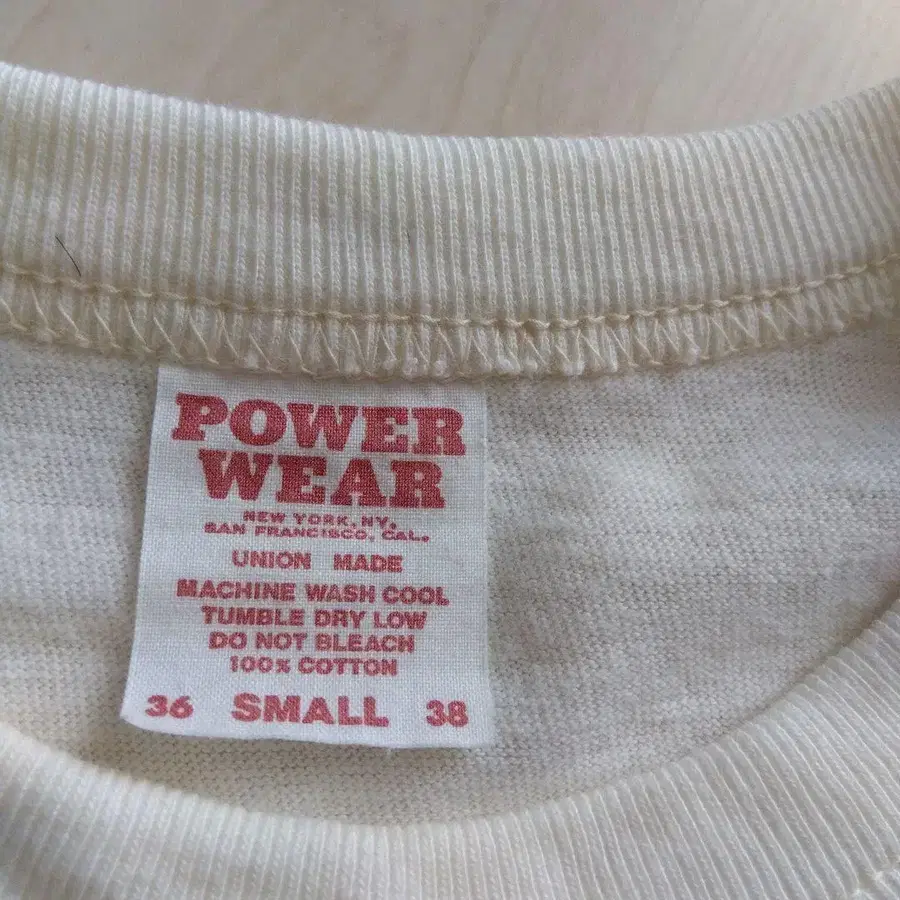 POWER
WEAR
NEW YORK, NY.
SAN FRANCISCO, CAL.
UNION MADE
MACHINE WASH COOL
TUMBLE DRY LOW
DO NOT BLEACH
100% COTTON
36 SMALL 38